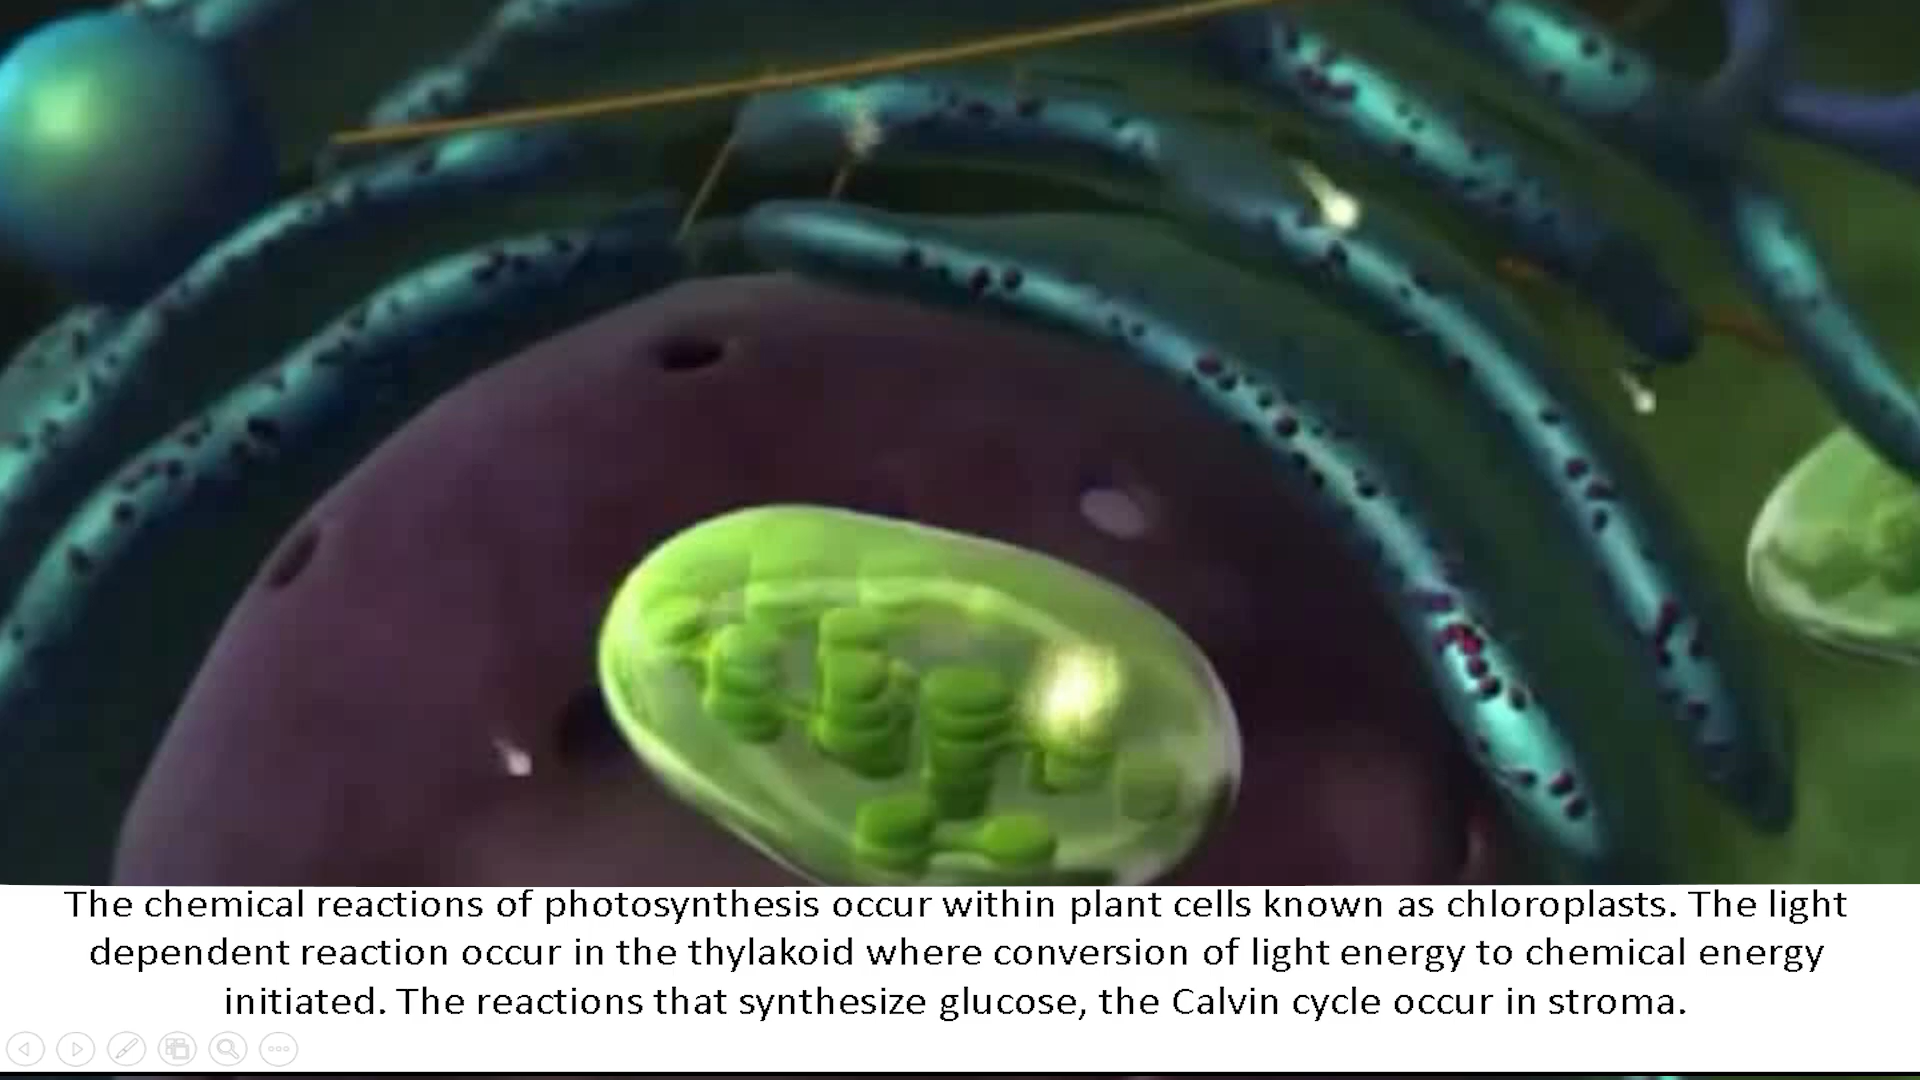 The chemical reactions of photosynthesis occur within plant cells known as chloroplasts. The light
dependent reaction occur in the thylakoid where conversion of light energy to chemical energy
initiated. The reactions that synthesize glucose, the Calvin cycle occur in stroma.